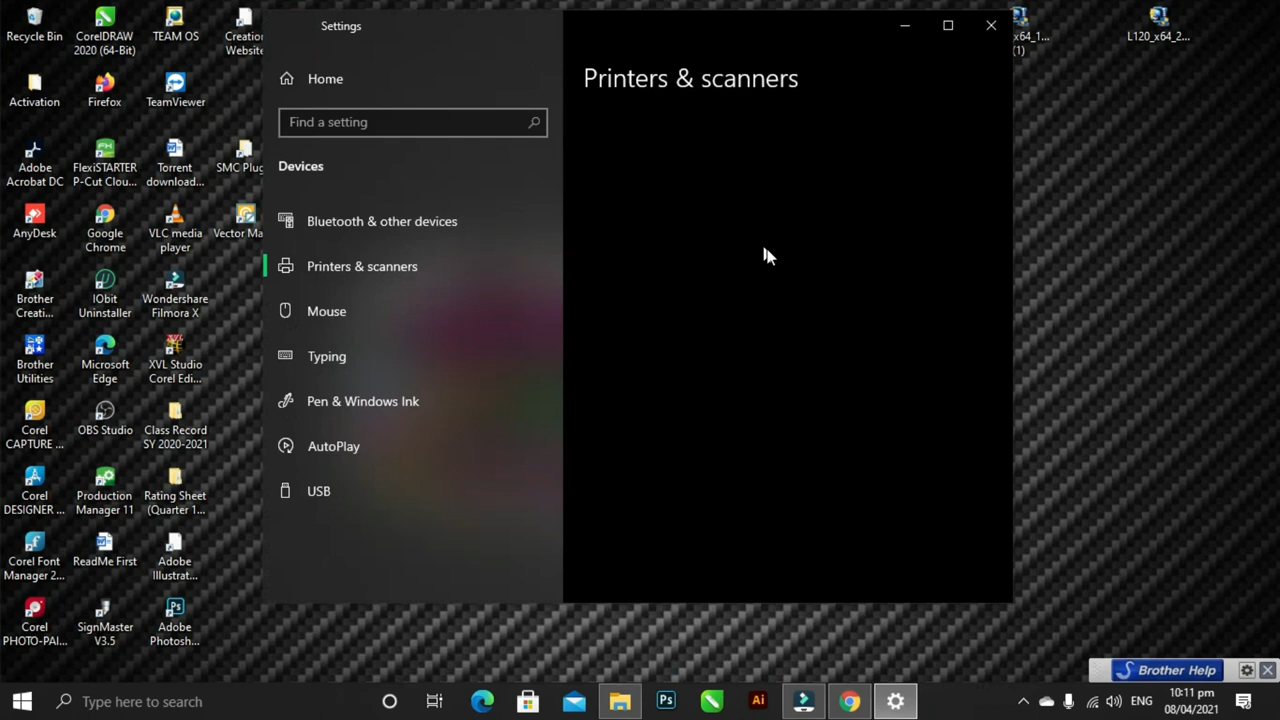 Recycle Bin
CorelDRAW
2020 (64-Bit)
TEAM OS
Creation
Website
Activation
Firefox
TeamViewer
Adobe
Acrobat DC
FlexiSTARTER
P-Cut Clou...
Torrent
download...
SMC Plug
AnyDesk
Google
Chrome
VLC media
player
Vector Ma
Brother
Creati...
IObit
Uninstaller
Wondershare
Filmora X
Brother
Utilities
Microsoft
Edge
XVL Studio
Corel Edi...
Corel
CAPTURE ...
OBS Studio
Class Record
SY 2020-2021
Corel
DESIGNER ...
Production
Manager 11
Rating Sheet
(Quarter 1...
Corel Font
Manager 2...
ReadMe First
Adobe
Illustrat...
Corel
PHOTO-PAI...
SignMaster
V3.5
Adobe
Photosh...
Settings
Home
Find a setting
Devices
Bluetooth & other devices
Printers & scanners
Mouse
Typing
Pen & Windows Ink
AutoPlay
USB
Printers & scanners
x64_1...
(1)
L120_x64_2...
Brother Help
Type here to search
Ps
Ai
ENG
10:11 pm
08/04/2021